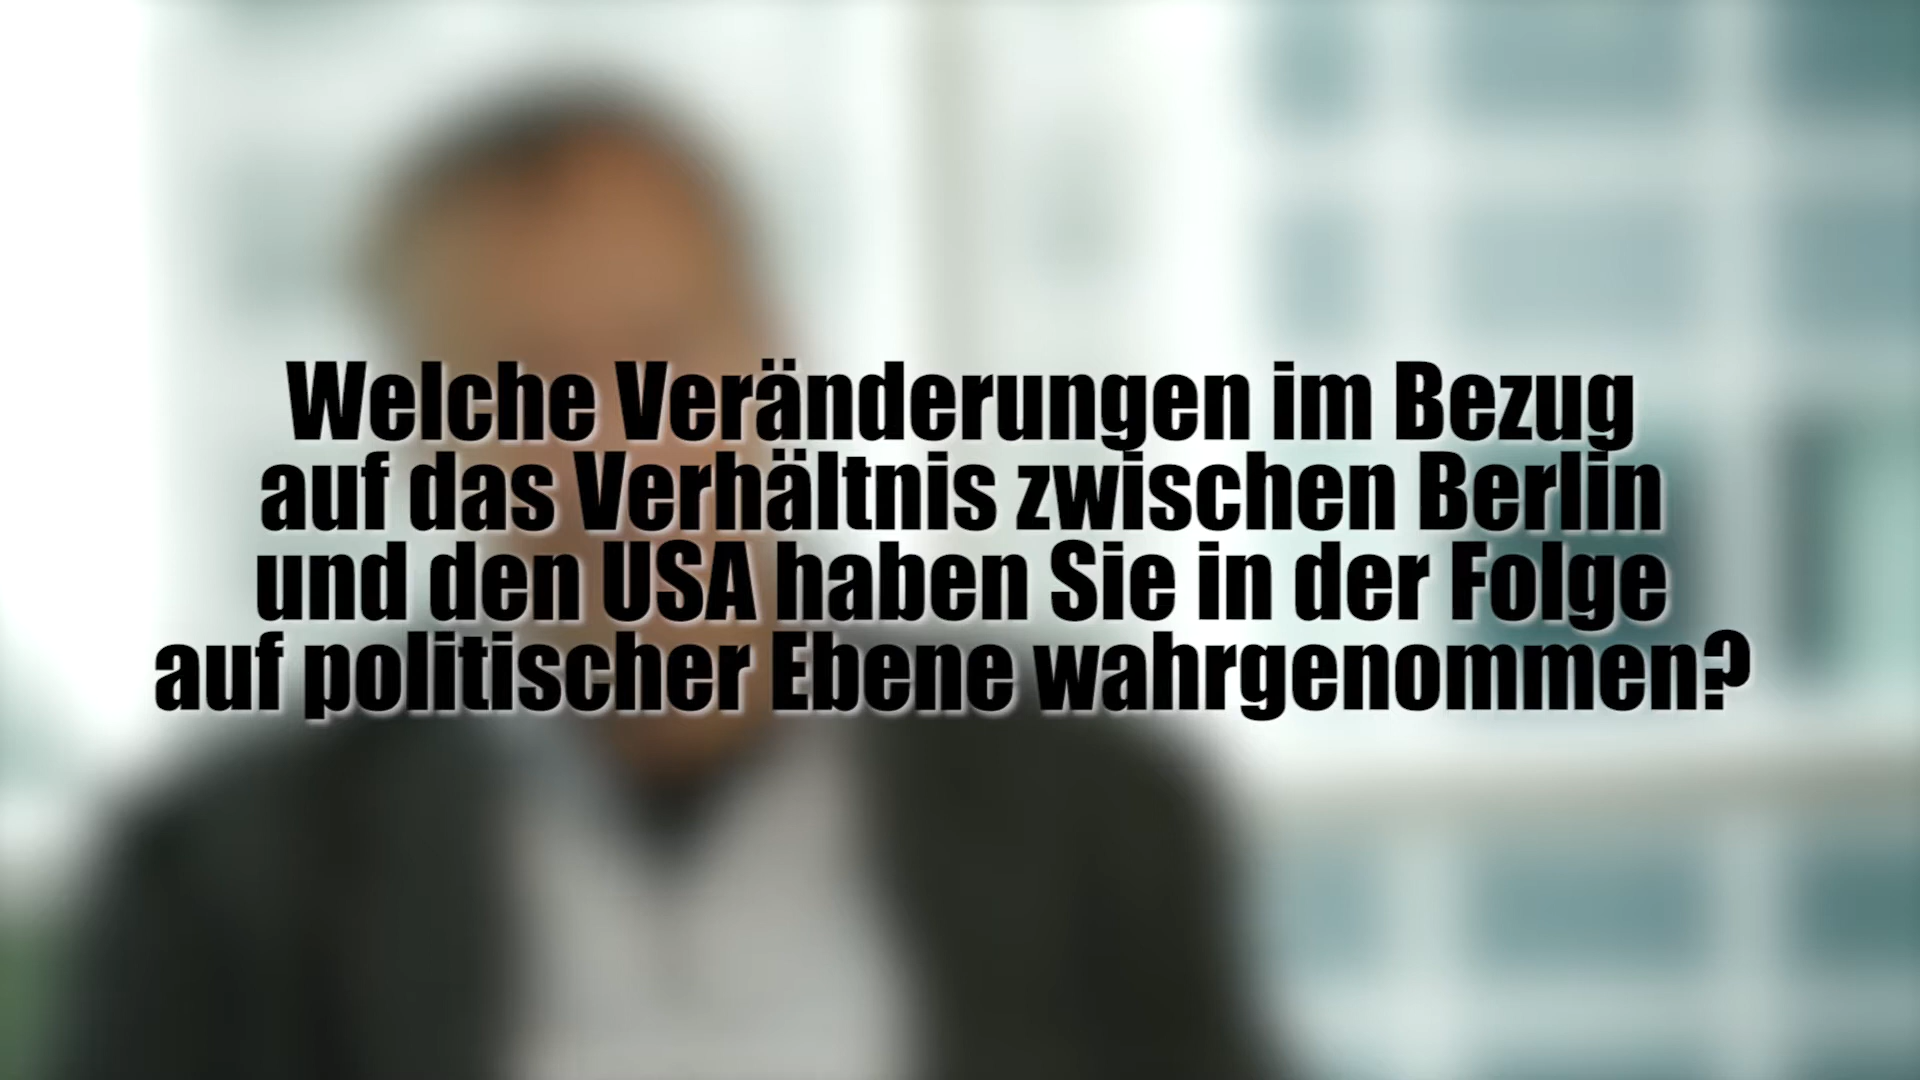 Welche Veränderungen im Bezug
auf das Verhältnis zwischen Berlin
und den USA haben Sie in der Folge
auf politischer Ebene wahrgenommen?